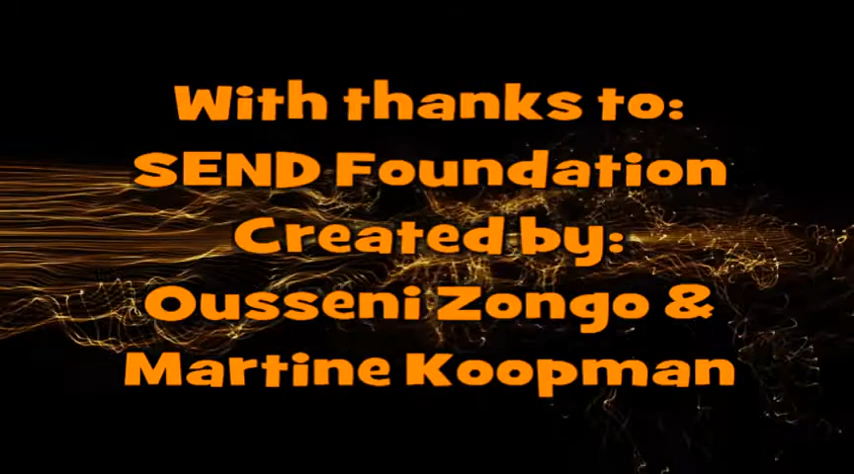 With thanks to:
SEND Foundation
Created by:
Ousseni Zongo &
Martine Koopman